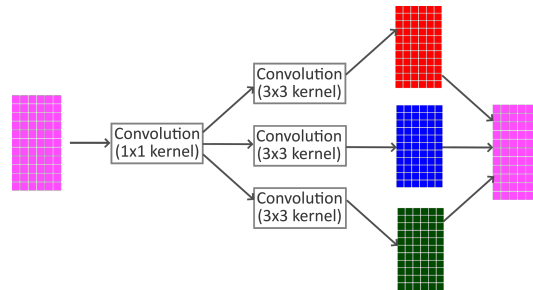 Convolution
(3x3 kernel)
Convolution
(1x1 kernel)
Convolution
(3x3 kernel)
Convolution
(3x3 kernel)